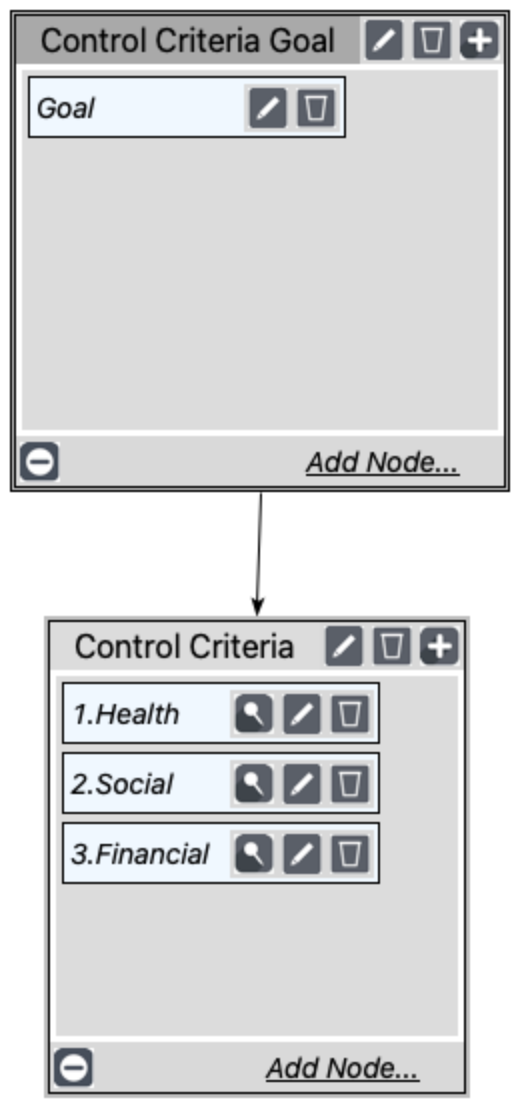 Control Criteria Goal
Goal
Add Node...
Control Criteria
1.Health
2.Social
3.Financial
Add Node...